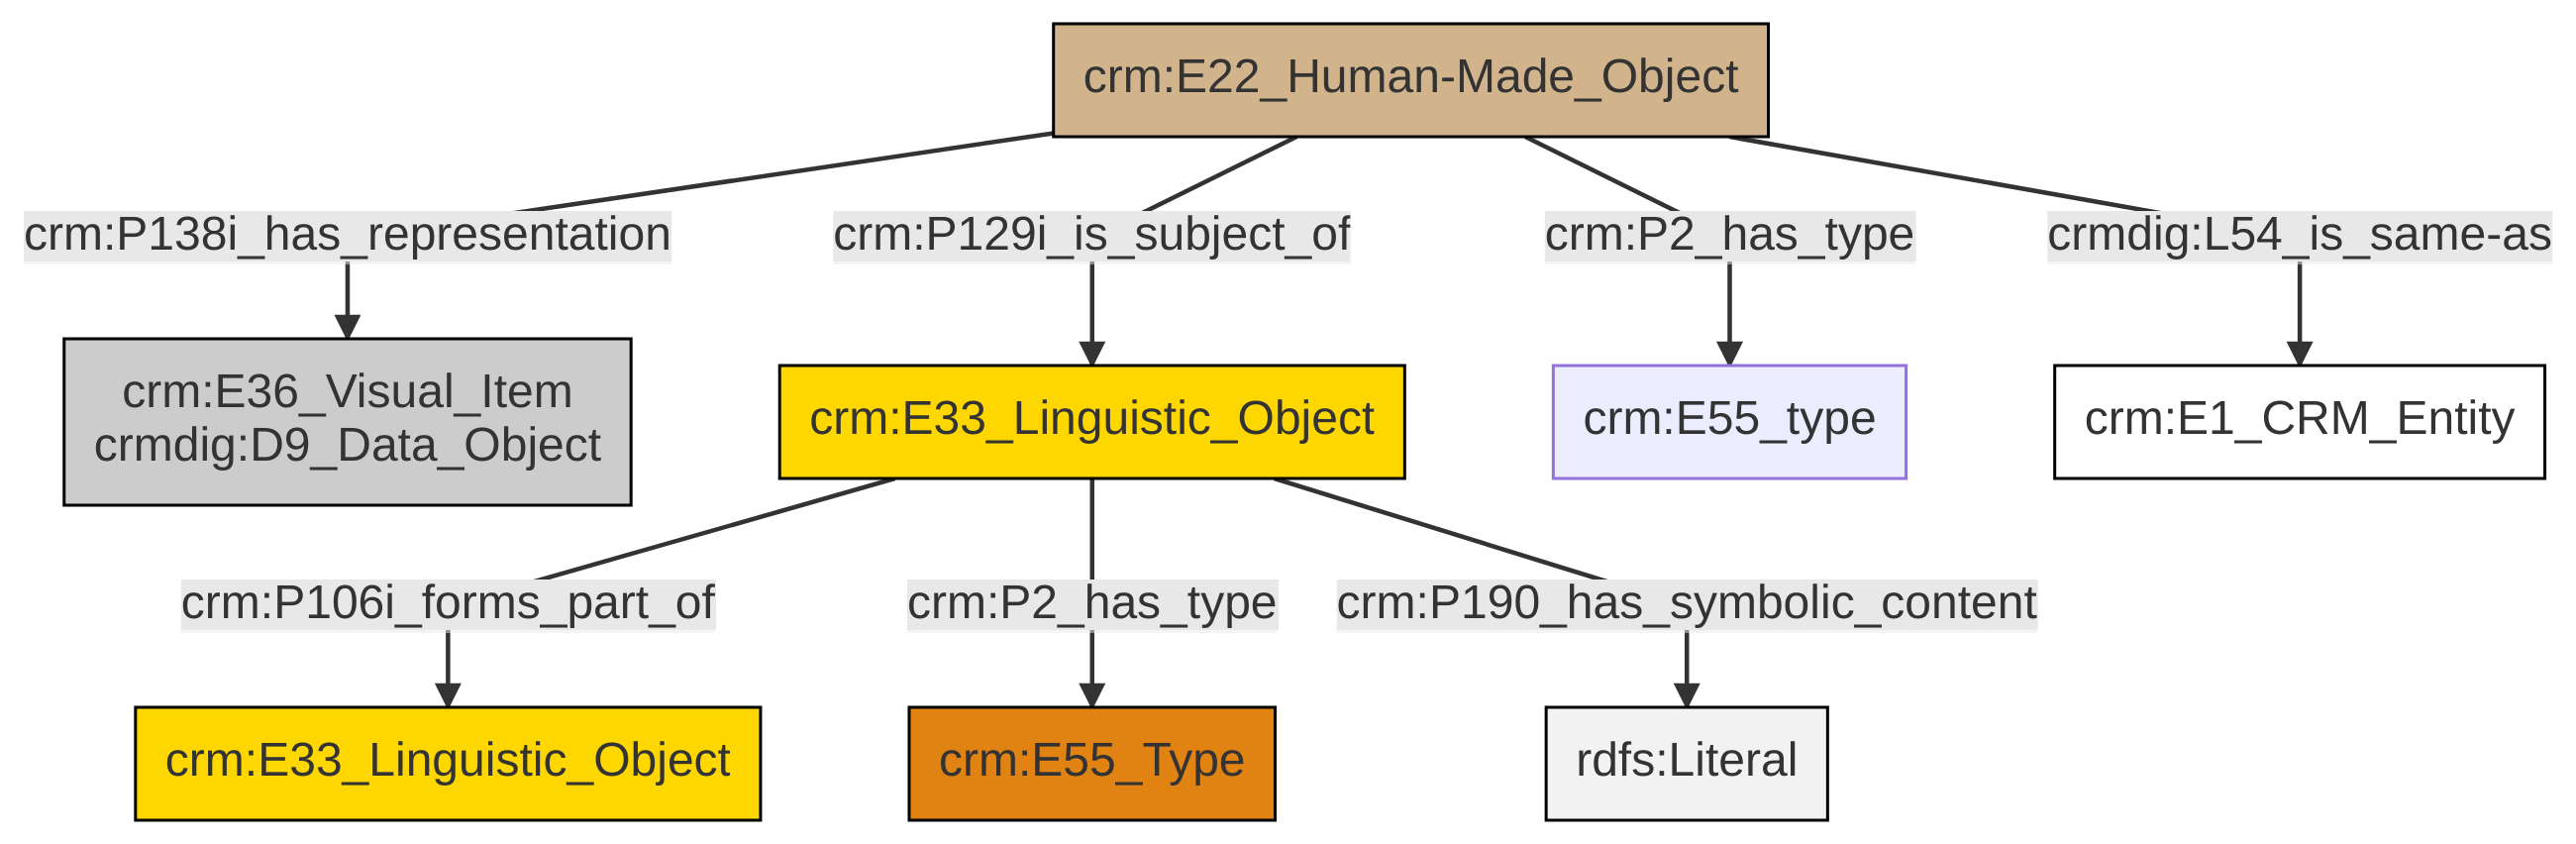 crm:E22_Human-Made_Object
crm:P138i_has_representation
crm:P129i_is_subject_of
crm:P2_has_type
crmdig:L54_is_same-as
crm:E36_Visual_Item
crmdig:D9_Data_Object
crm:E33_Linguistic_Object
crm:E55_type
crm:E1_CRM_Entity
crm:P106i_forms_part_of
crm:P2_has_type
crm:P190_has_symbolic_content
crm:E33_Linguistic_Object
crm:E55_Type
rdfs:Literal